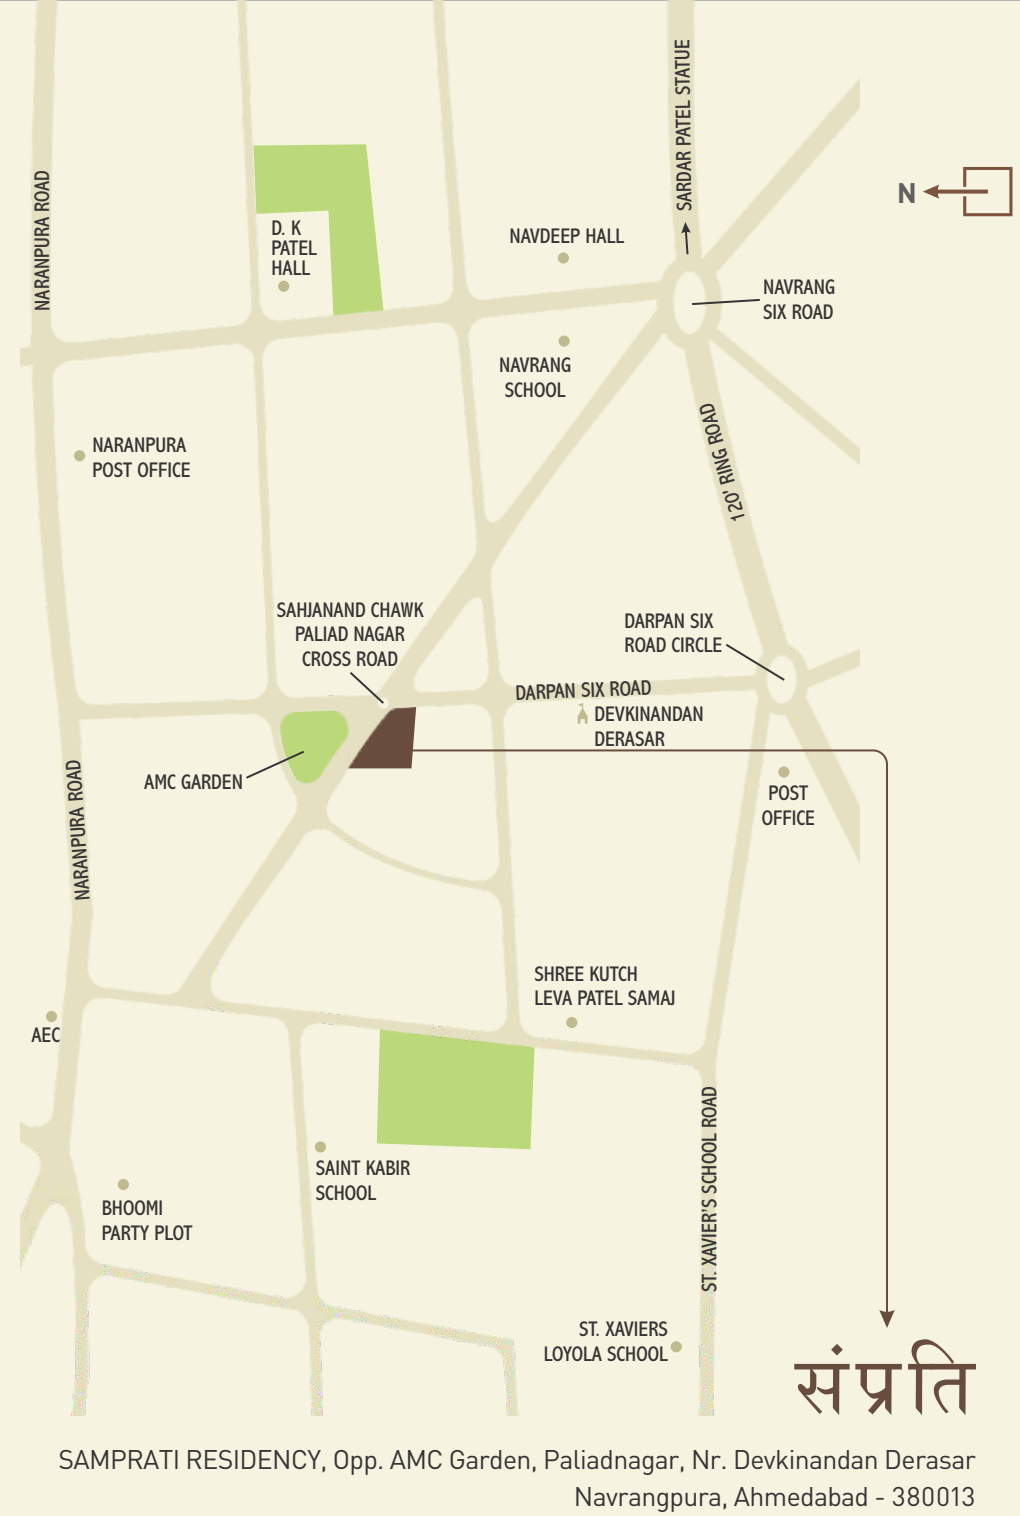 SARDAR PATEL STATUE
NARANPURA ROAD
N
D. K
PATEL
HALL
NAVDEEP HALL
NAVRANG
SIX ROAD
NAVRANG
SCHOOL
120' RING ROAD
NARANPURA
POST OFFICE
SAHJANAND CHAWK
PALIAD NAGAR
CROSS ROAD
DARPAN SIX
ROAD CIRCLE
DARPAN SIX ROAD
DEVKINANDAN
DERASAR
AMC GARDEN
NARANPURA ROAD
POST
OFFICE
SHREE KUTCH
LEVA PATEL SAMAJ
AEC
ST. XAVIER'S SCHOOL ROAD
SAINT KABIR
SCHOOL
BHOOMI
PARTY PLOT
ST. XAVIERS
LOYOLA SCHOOL
संप्रति
SAMPRATI RESIDENCY, Opp. AMC Garden, Paliadnagar, Nr. Devkinandan Derasar
Navrangpura, Ahmedabad - 380013